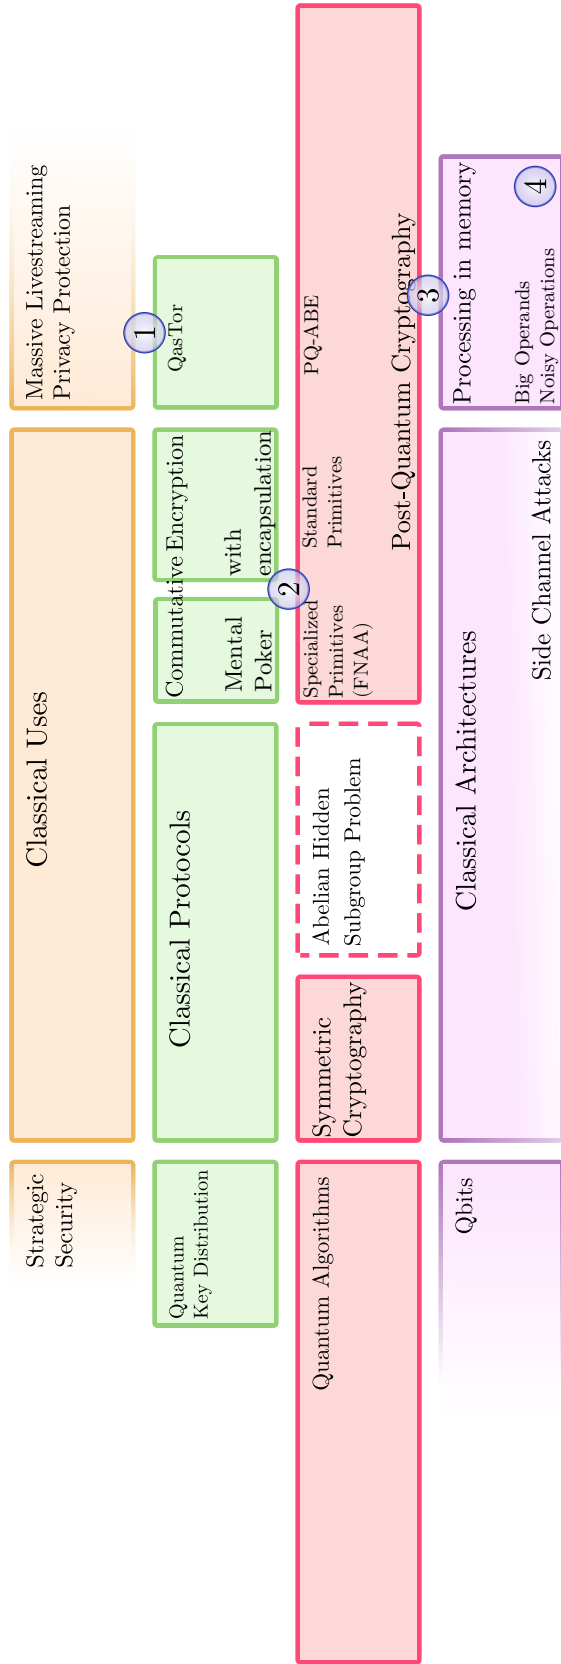 Strategic
Security
Classical Uses
Massive Livestreaming
Privacy Protection
1
Quantum
Key Distribution
Classical Protocols
Commutative Encryption
Mental
Poker
with
encapsulation
QasTor
2
Quantum Algorithms
Symmetric
Cryptography
Abelian Hidden
Subgroup Problem
Specialized
Primitives
(FNAA)
Standard
Primitives
PQ-ABE
Post-Quantum Cryptography
3
Qbits
Classical Architectures
Side Channel Attacks
Processing in memory
Big Operands
Noisy Operations
4